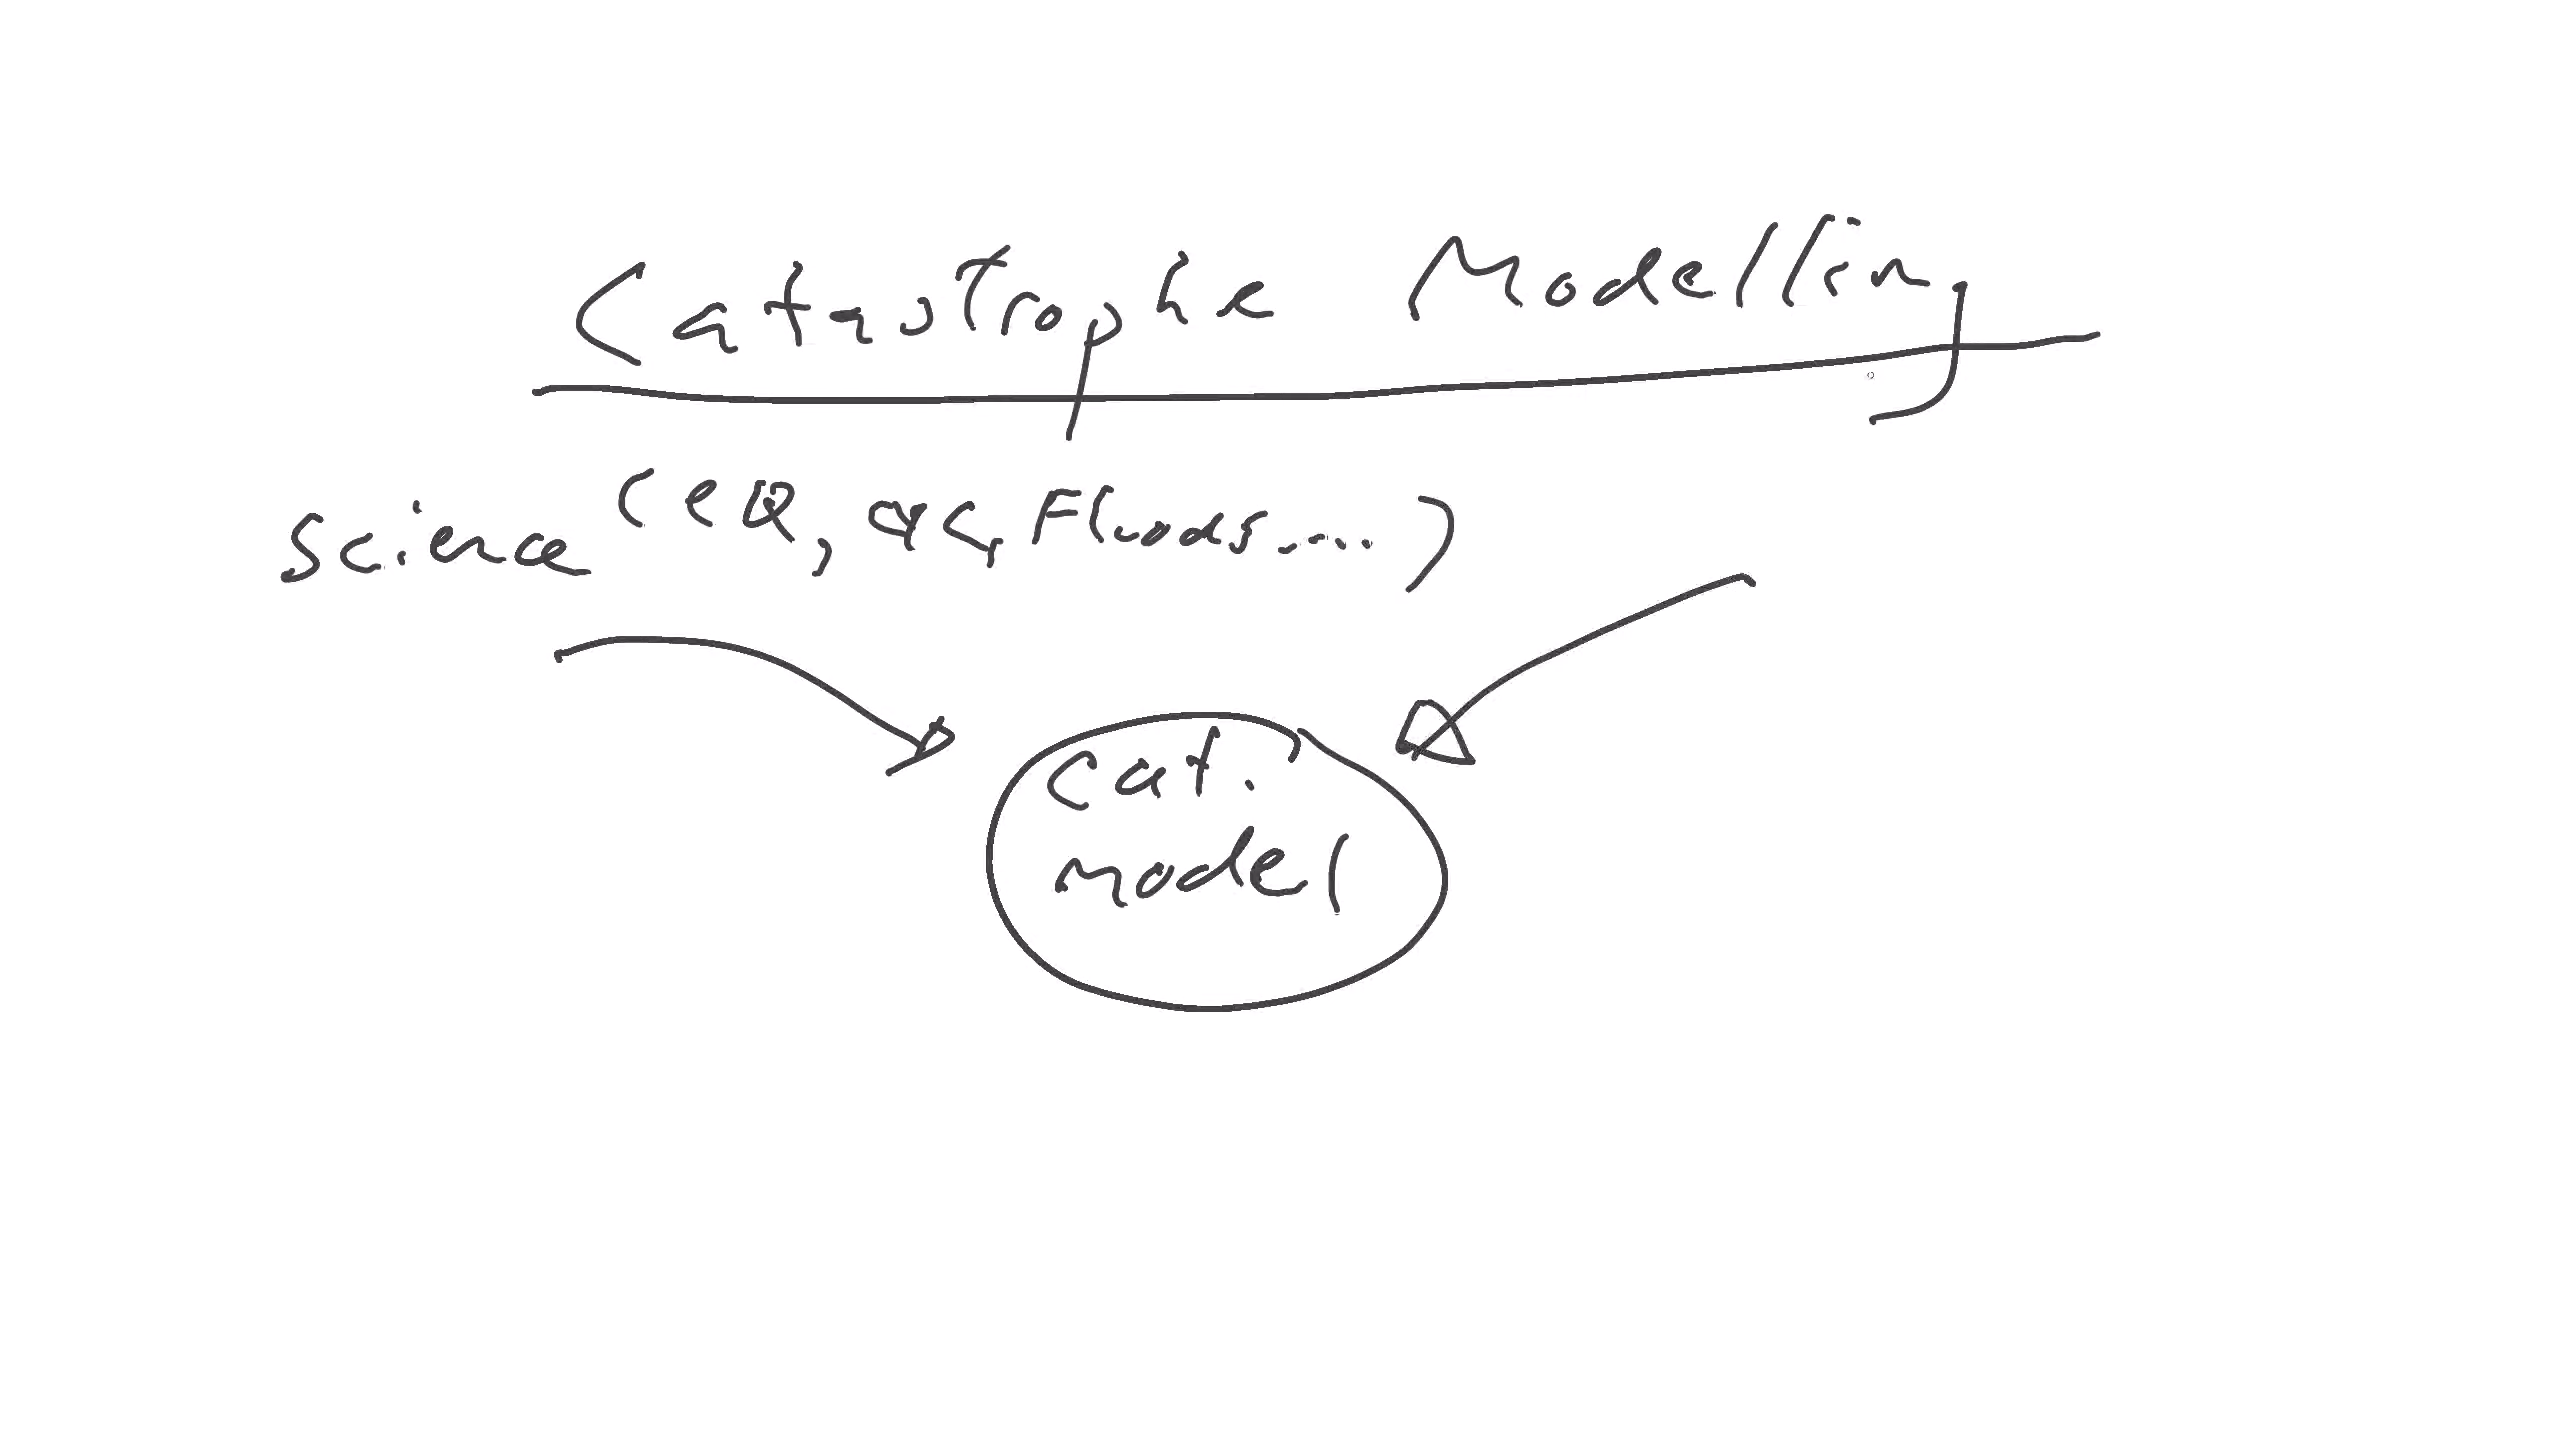 Catastrophe Modelling
Science (EQ, Floods....)
cat.
model